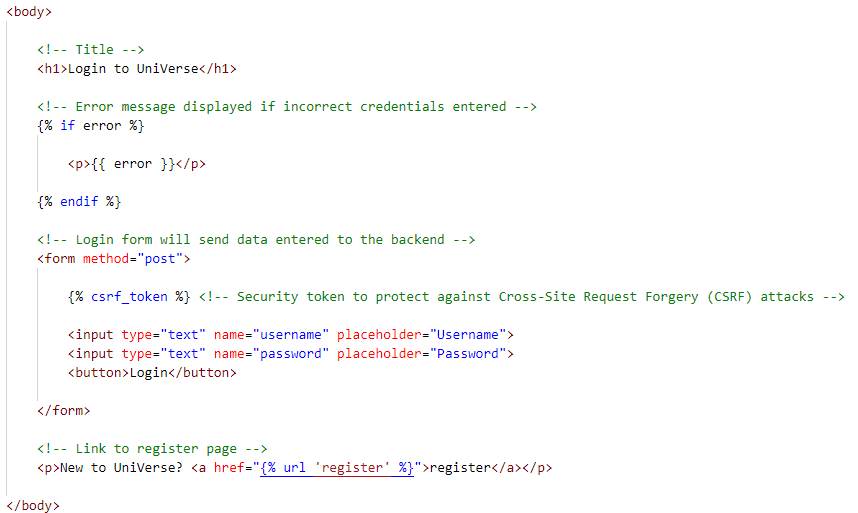 <body>
<!-- Title -->
<h1>Login to UniVerse</h1>
<!-- Error message displayed if incorrect credentials entered -->
{% if error %}
<p>{{ error }}</p>
{% endif %}
<!-- Login form will send data entered to the backend -->
<form method="post">
{% csrf_token %} <!-- Security token to protect against Cross-Site Request Forgery (CSRF) attacks -->
<input type="text" name="username" placeholder="Username">
<input type="text" name="password" placeholder="Password">
<button>Login</button>
</form>
<!-- Link to register page -->
<p>New to UniVerse? <a href="{% url 'register' %}">register</a></p>
</body>